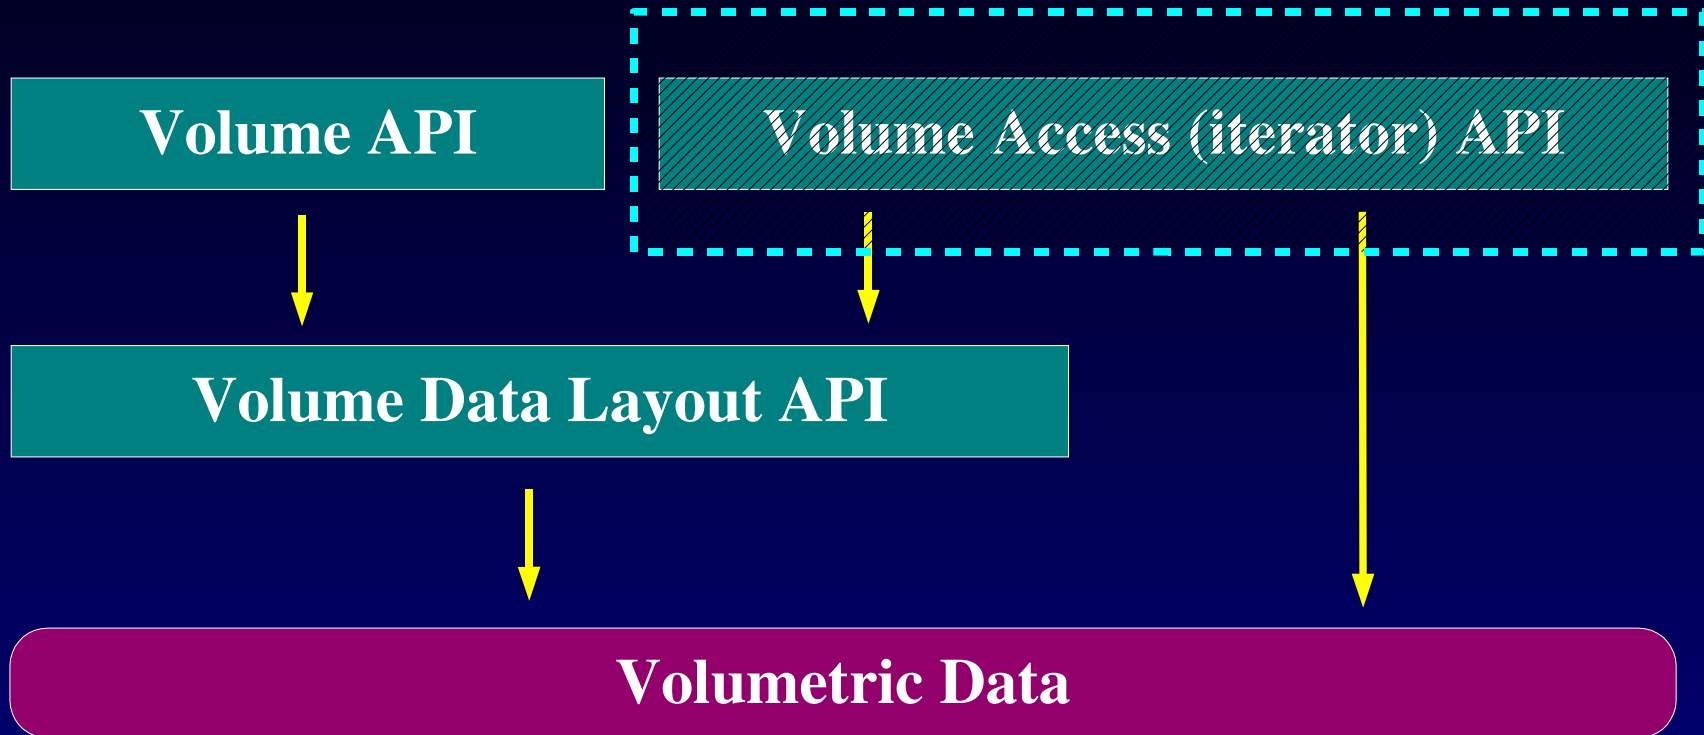 Volume API
Volume Access (iterator) API
Volume Data Layout API
Volumetric Data